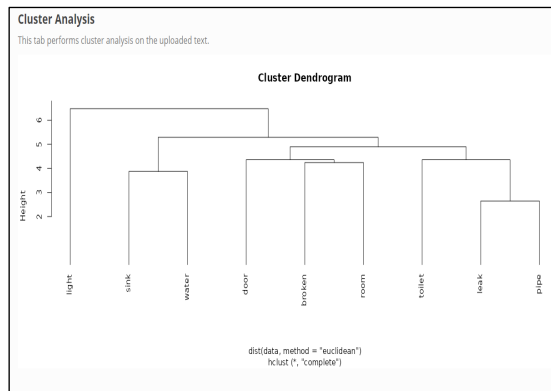 Cluster Analysis
This tab performs cluster analysis on the uploaded text.
Cluster Dendrogram
Height
6
5
4
3
2
light
sink
water
door
broken
room
toilet
leak
pipe
dist(data, method = "euclidean")
hclust (*, "complete")